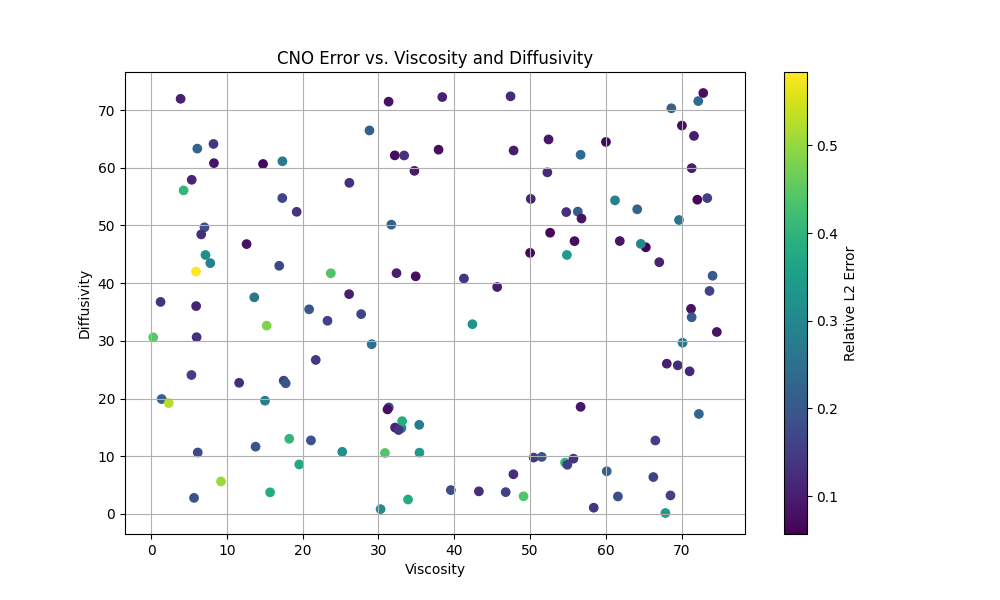 CNO Error vs. Viscosity and Diffusivity
70
60
50
40
30
20
10
0
Diffusivity
0 10 20 30 40 50 60 70
Viscosity
0.5
0.4
0.3
0.2
0.1
Relative L2 Error